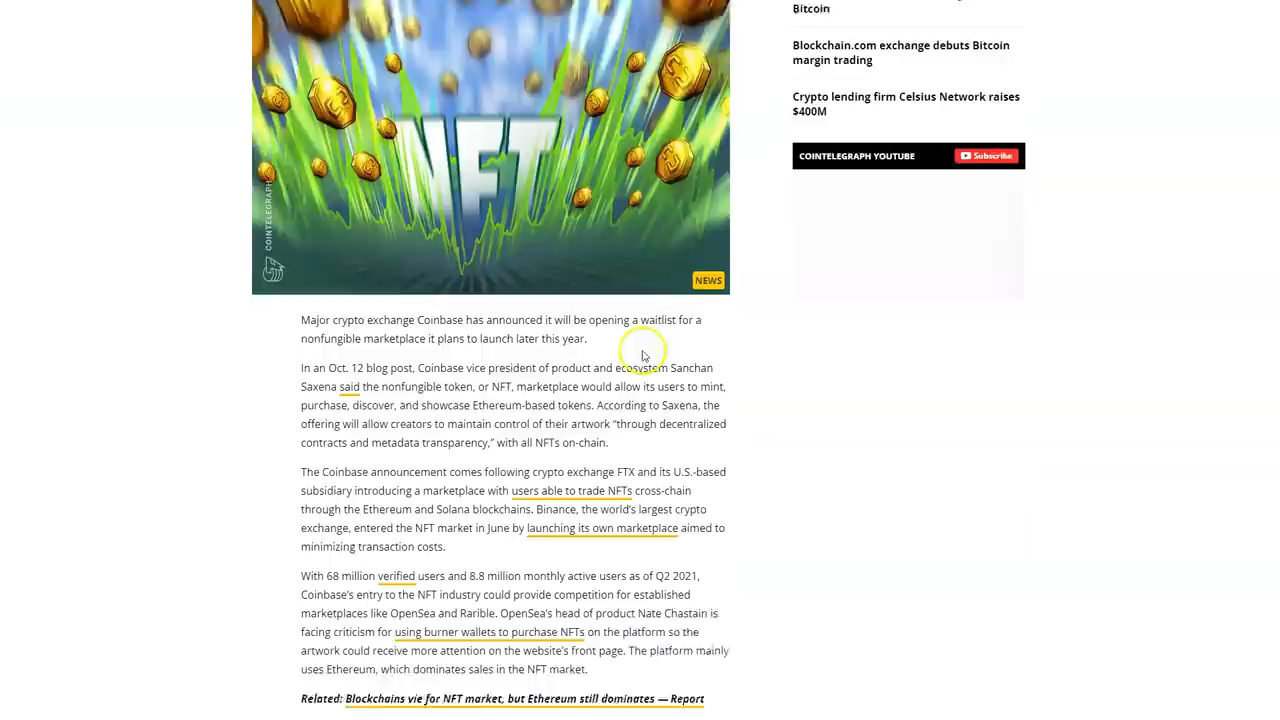 Bitcoin
Blockchain.com exchange debuts Bitcoin
margin trading
Crypto lending firm Celsius Network raises
$400M
COINTELEGRAPH YOUTUBE
Subscribe
NFT
COINTELEGRAPH
NEWS
Major crypto exchange Coinbase has announced it will be opening a waitlist for a
nonfungible marketplace it plans to launch later this year.
In an Oct. 12 blog post, Coinbase vice president of product and ecosystem Sanchan
Saxena said the nonfungible token, or NFT, marketplace would allow its users to mint,
purchase, discover, and showcase Ethereum-based tokens. According to Saxena, the
offering will allow creators to maintain control of their artwork “through decentralized
contracts and metadata transparency,” with all NFTs on-chain.
The Coinbase announcement comes following crypto exchange FTX and its U.S.-based
subsidiary introducing a marketplace with users able to trade NFTs cross-chain
through the Ethereum and Solana blockchains. Binance, the world’s largest crypto
exchange, entered the NFT market in June by launching its own marketplace aimed to
minimizing transaction costs.
With 68 million verified users and 8.8 million monthly active users as of Q2 2021,
Coinbase’s entry to the NFT industry could provide competition for established
marketplaces like OpenSea and Rarible. OpenSea’s head of product Nate Chastain is
facing criticism for using burner wallets to purchase NFTs on the platform so the
artwork could receive more attention on the website’s front page. The platform mainly
uses Ethereum, which dominates sales in the NFT market.
Related: Blockchains vie for NFT market, but Ethereum still dominates — Report